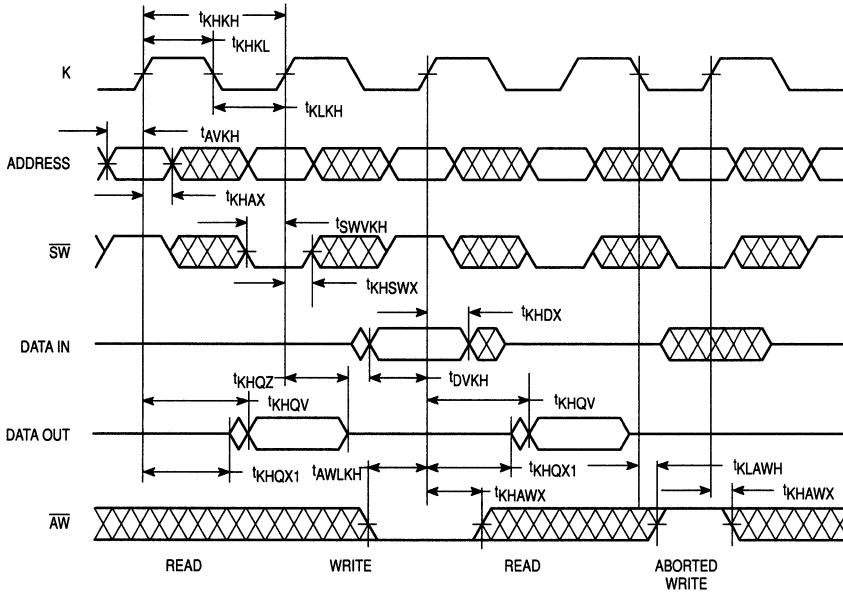 tKHKH
tKHKL
K
tKLKH
tAVKH
ADDRESS
tKHAX
tSWVKH
SW
tKHSWX
tKHDX
DATA IN
tKHQZ
tDVKH
tKHQV
tKHQV
DATA OUT
tKHQX1
tAWLKH
tKHQX1
tKLAWH
tKHAWX
tKHAWX
AW
READ
WRITE
READ
ABORTED
WRITE